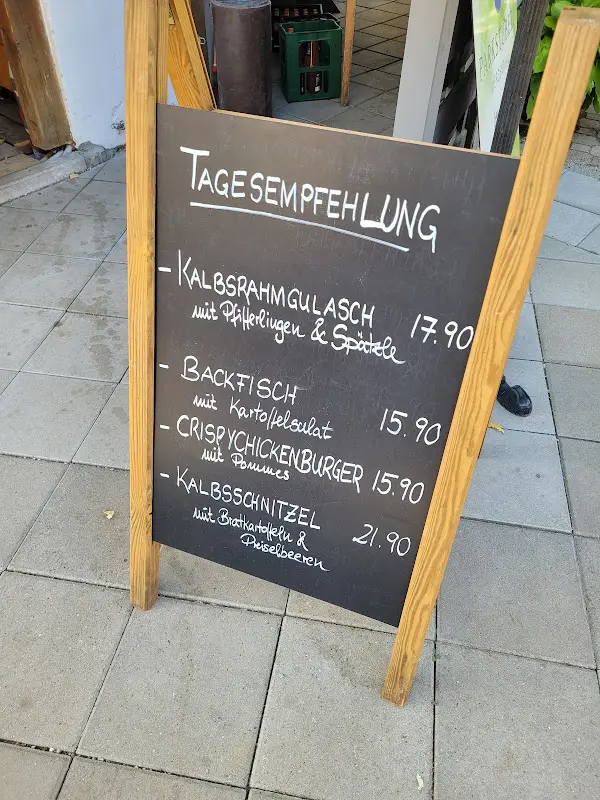 TAGESEMPFEHLUNG
- KALBSRAHMGULASCH
mit Pfifferlingen & Spätzle 17.90
- BACKFISCH
mit Kartoffelsalat 15.90
- CRISPYCHICKENBURGER 15.90
mit Pommes
- KALBSSCHNITZEL 21.90
mit Bratkartoffeln &
Preiselbeeren